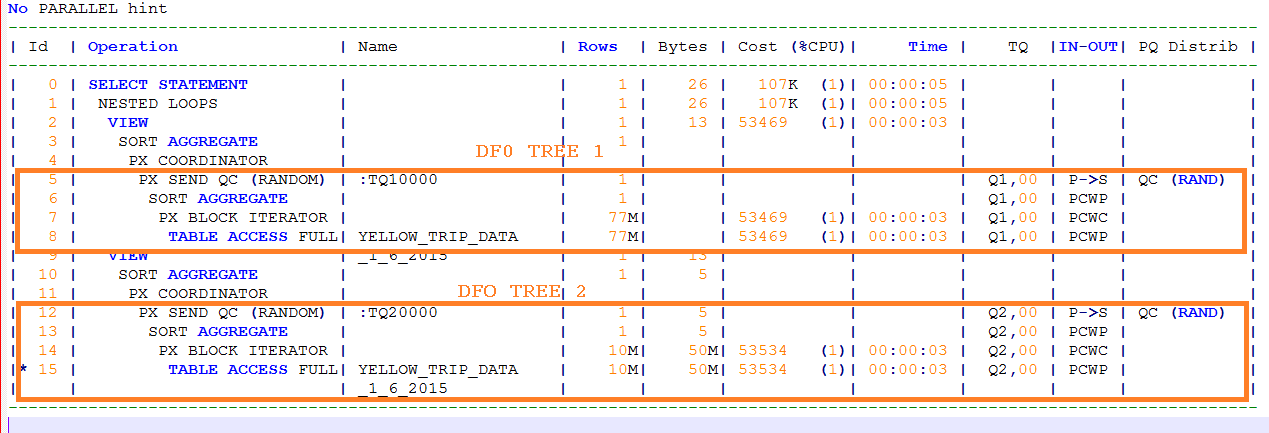 No PARALLEL hint
| Id | Operation | Name | Rows | Bytes | Cost (%CPU)| Time | TQ |IN-OUT| PQ Distrib |
| 0 | SELECT STATEMENT | | 1 | 26 | 107K (1)| 00:00:05 | | | |
| 1 | NESTED LOOPS | | 1 | 26 | 107K (1)| 00:00:05 | | | |
| 2 | VIEW | | 1 | 13 | 53469 (1)| 00:00:03 | | | |
| 3 | SORT AGGREGATE | | 1 | | | | | | |
DF0 TREE 1
| 4 | PX COORDINATOR | | | | | | | | |
| 5 | PX SEND QC (RANDOM) | :TQ10000 | 1 | | | | Q1,00 | P->S | QC (RAND) |
| 6 | SORT AGGREGATE | | 1 | | | | Q1,00 | PCWP | |
| 7 | PX BLOCK ITERATOR | | 77M| | 53469 (1)| 00:00:03 | Q1,00 | PCWC | |
| 8 | TABLE ACCESS FULL| YELLOW_TRIP_DATA | 77M| | 53469 (1)| 00:00:03 | Q1,00 | PCWP | |
| 9 | VIEW | _1_6_2015 | 1 | 13 | | | | | |
| 10 | SORT AGGREGATE | | 1 | 5 | | | | | |
| 11 | PX COORDINATOR | | | | | | | | |
DFO TREE 2
| 12 | PX SEND QC (RANDOM) | :TQ20000 | 1 | 5 | | | Q2,00 | P->S | QC (RAND) |
| 13 | SORT AGGREGATE | | 1 | 5 | | | Q2,00 | PCWP | |
| 14 | PX BLOCK ITERATOR | | 10M| 50M| 53534 (1)| 00:00:03 | Q2,00 | PCWC | |
|* 15 | TABLE ACCESS FULL| YELLOW_TRIP_DATA | 10M| 50M| 53534 (1)| 00:00:03 | Q2,00 | PCWP | |
| | | _1_6_2015 | | | | | | | |